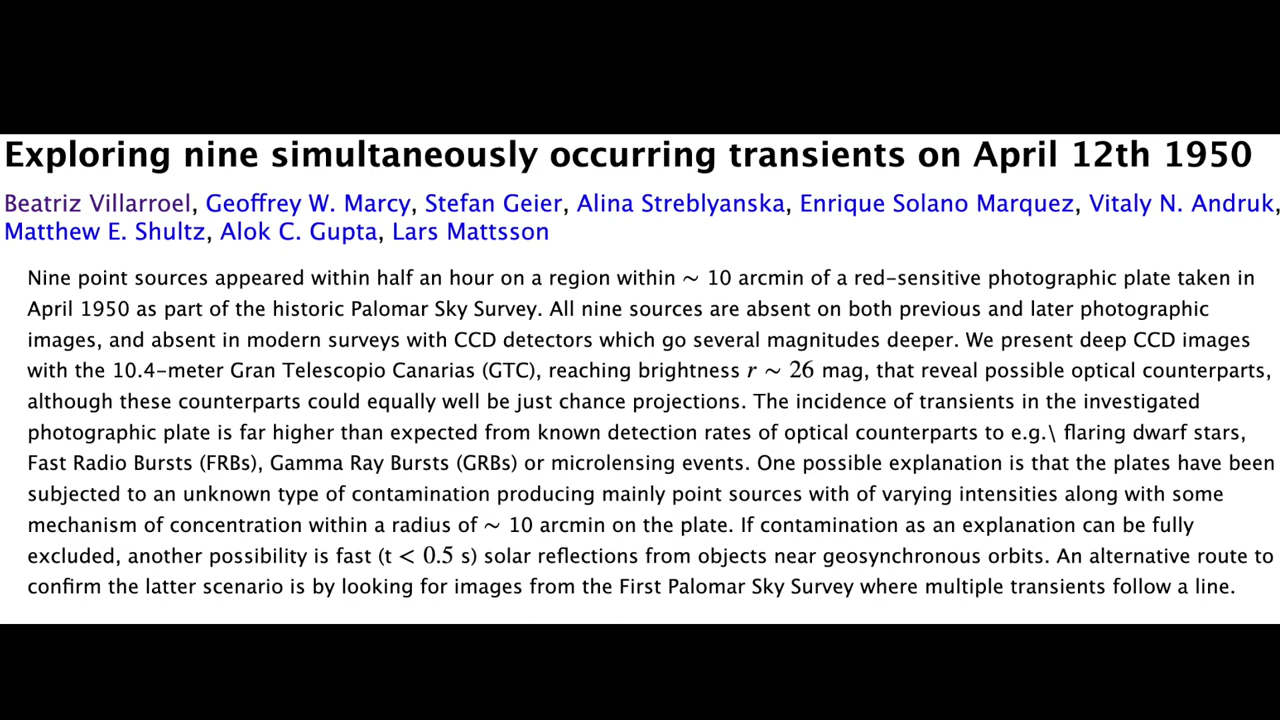 Exploring nine simultaneously occurring transients on April 12th 1950
Beatriz Villarroel, Geoffrey W. Marcy, Stefan Geier, Alina Streblyanska, Enrique Solano Marquez, Vitaly N. Andruk,
Matthew E. Shultz, Alok C. Gupta, Lars Mattsson
Nine point sources appeared within half an hour on a region within ∼ 10 arcmin of a red-sensitive photographic plate taken in
April 1950 as part of the historic Palomar Sky Survey. All nine sources are absent on both previous and later photographic
images, and absent in modern surveys with CCD detectors which go several magnitudes deeper. We present deep CCD images
with the 10.4-meter Gran Telescopio Canarias (GTC), reaching brightness r ∼ 26 mag, that reveal possible optical counterparts,
although these counterparts could equally well be just chance projections. The incidence of transients in the investigated
photographic plate is far higher than expected from known detection rates of optical counterparts to e.g.\ flaring dwarf stars,
Fast Radio Bursts (FRBs), Gamma Ray Bursts (GRBs) or microlensing events. One possible explanation is that the plates have been
subjected to an unknown type of contamination producing mainly point sources with of varying intensities along with some
mechanism of concentration within a radius of ∼ 10 arcmin on the plate. If contamination as an explanation can be fully
excluded, another possibility is fast (t < 0.5 s) solar reflections from objects near geosynchronous orbits. An alternative route to
confirm the latter scenario is by looking for images from the First Palomar Sky Survey where multiple transients follow a line.